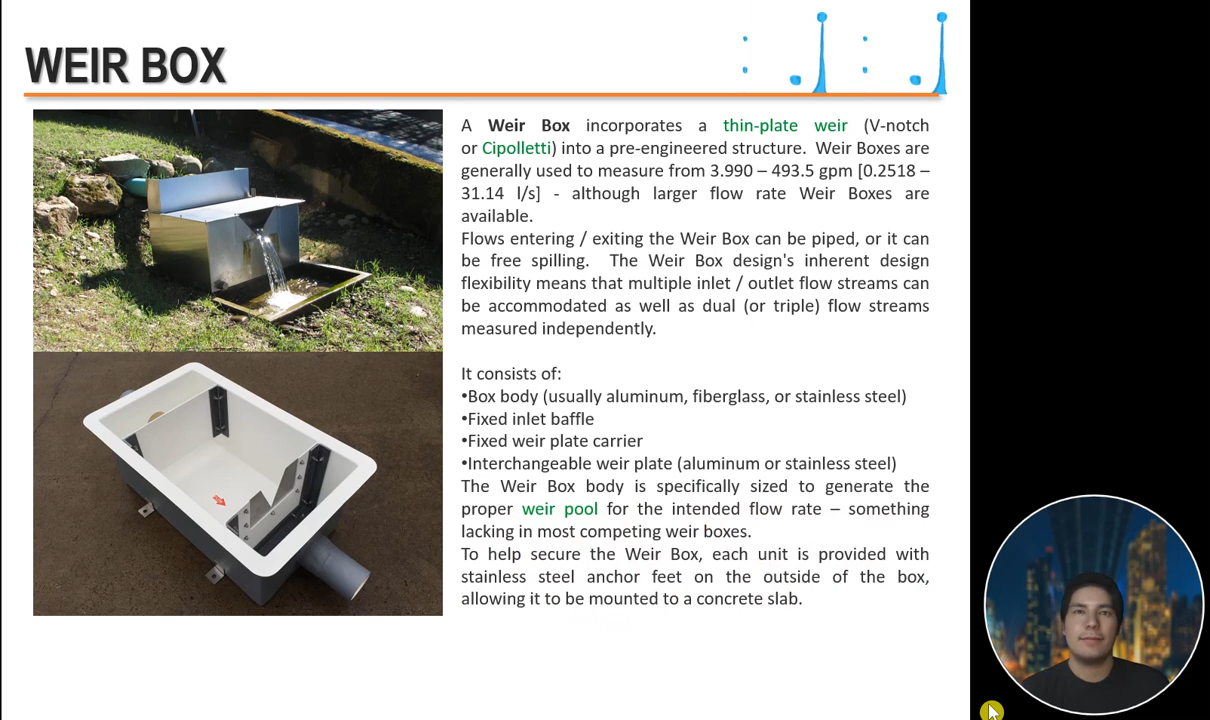 WEIR BOX
A Weir Box incorporates a thin-plate weir (V-notch
or Cipolletti) into a pre-engineered structure. Weir Boxes are
generally used to measure from 3.990 – 493.5 gpm [0.2518 –
31.14 l/s] - although larger flow rate Weir Boxes are
available.
Flows entering / exiting the Weir Box can be piped, or it can
be free spilling. The Weir Box design's inherent design
flexibility means that multiple inlet / outlet flow streams can
be accommodated as well as dual (or triple) flow streams
measured independently.
It consists of:
•Box body (usually aluminum, fiberglass, or stainless steel)
•Fixed inlet baffle
•Fixed weir plate carrier
•Interchangeable weir plate (aluminum or stainless steel)
The Weir Box body is specifically sized to generate the
proper weir pool for the intended flow rate – something
lacking in most competing weir boxes.
To help secure the Weir Box, each unit is provided with
stainless steel anchor feet on the outside of the box,
allowing it to be mounted to a concrete slab.